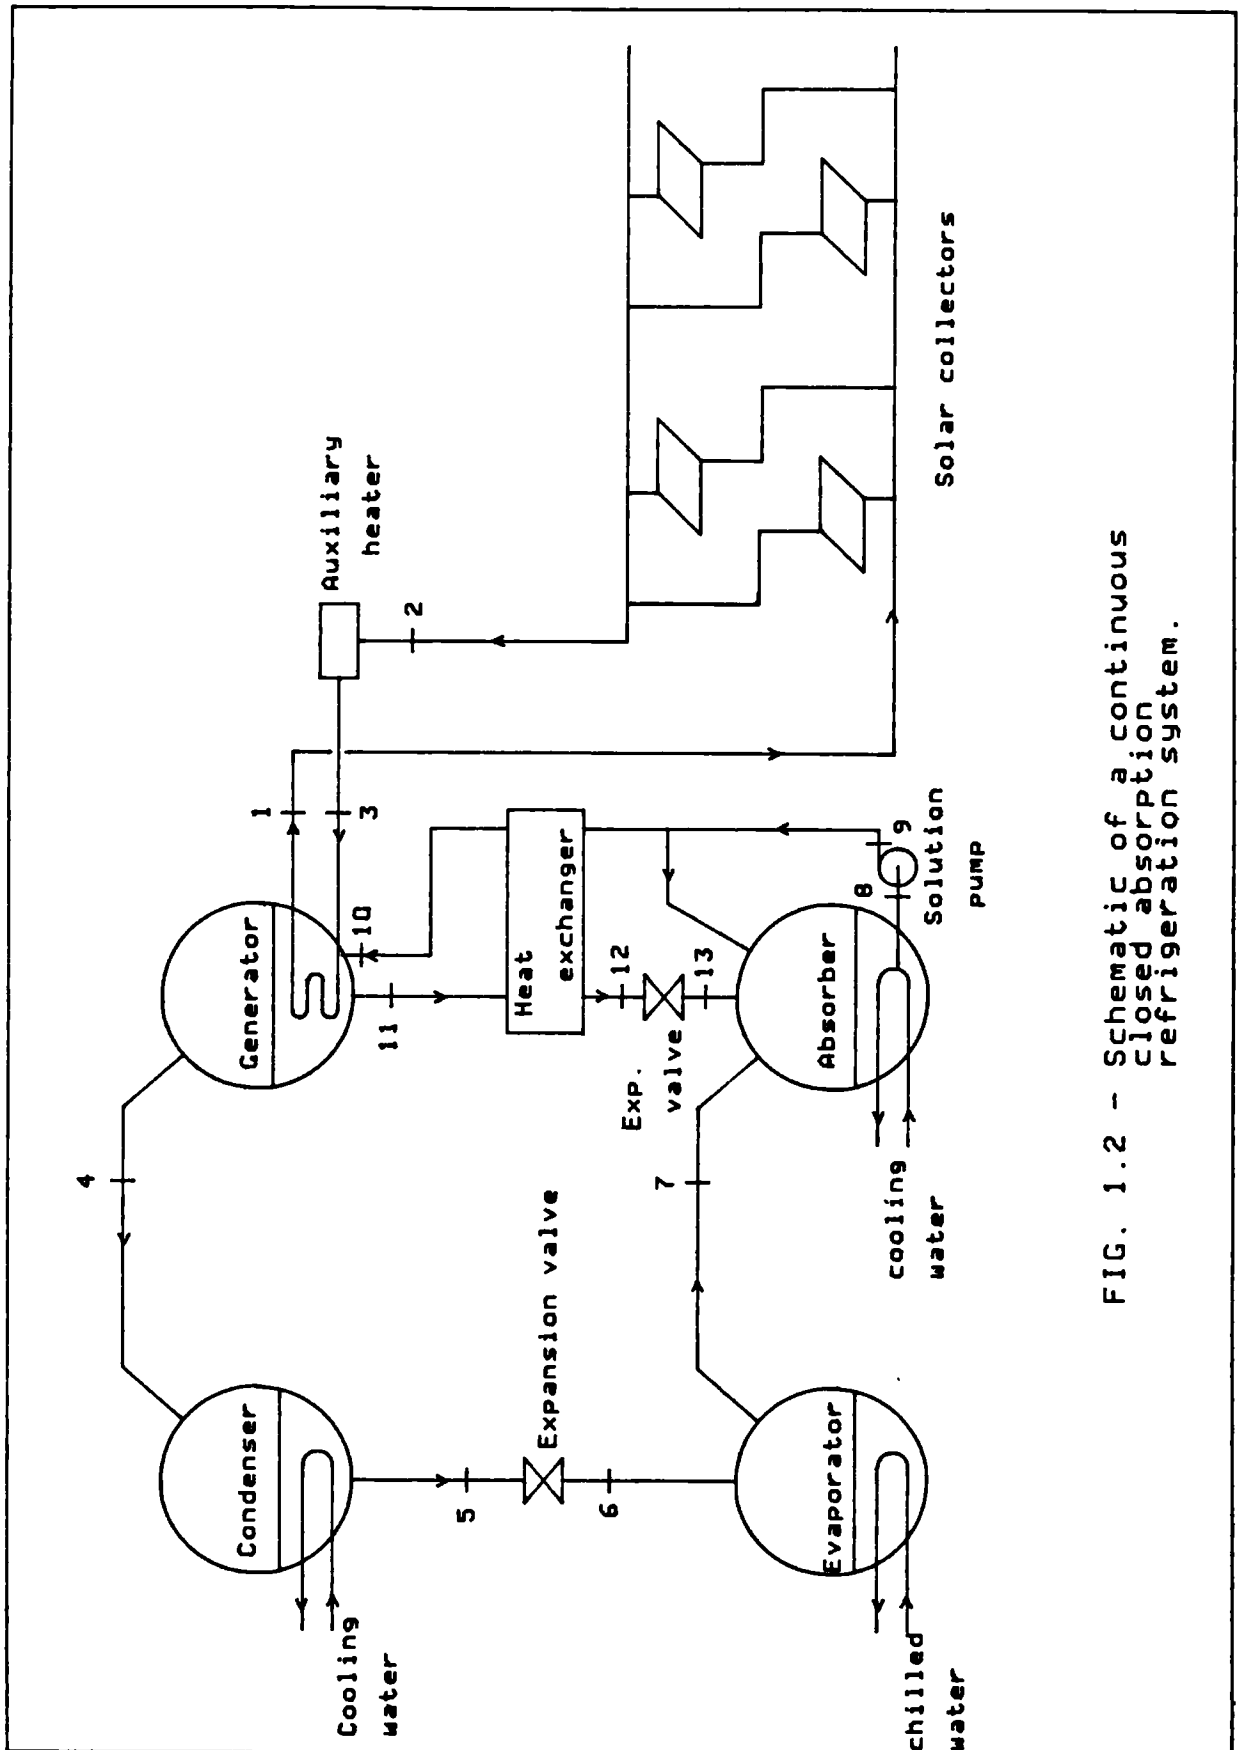 Cooling
water
Condenser
4
Generator
1
3
Auxiliary
heater
2
10
11
5
Expansion valve
6
Heat
exchanger
12
Exp.
valve
13
7
Solar collectors
chilled
water
Evaporator
cooling
water
Absorber
8
9
Solution
pump
FIG. 1.2 - Schematic of a continuous
closed absorption
refrigeration system.